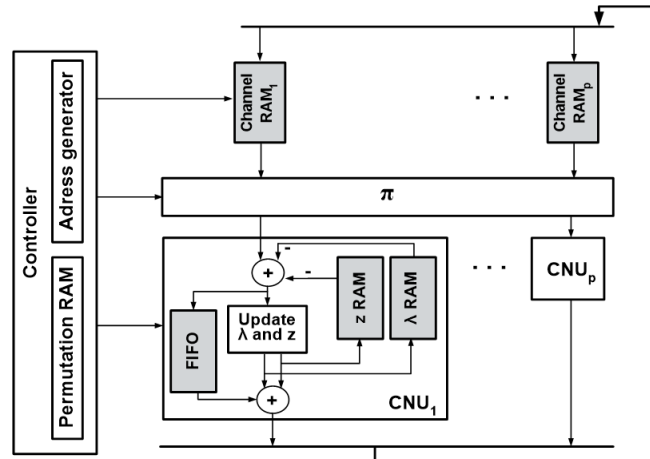 Controller
Adress generator
Permutation RAM
Channel
RAM1
. . .
Channel
RAMp
π
+
-
-
z RAM
λ RAM
Update
λ and z
FIFO
+
CNU1
. . .
CNUp